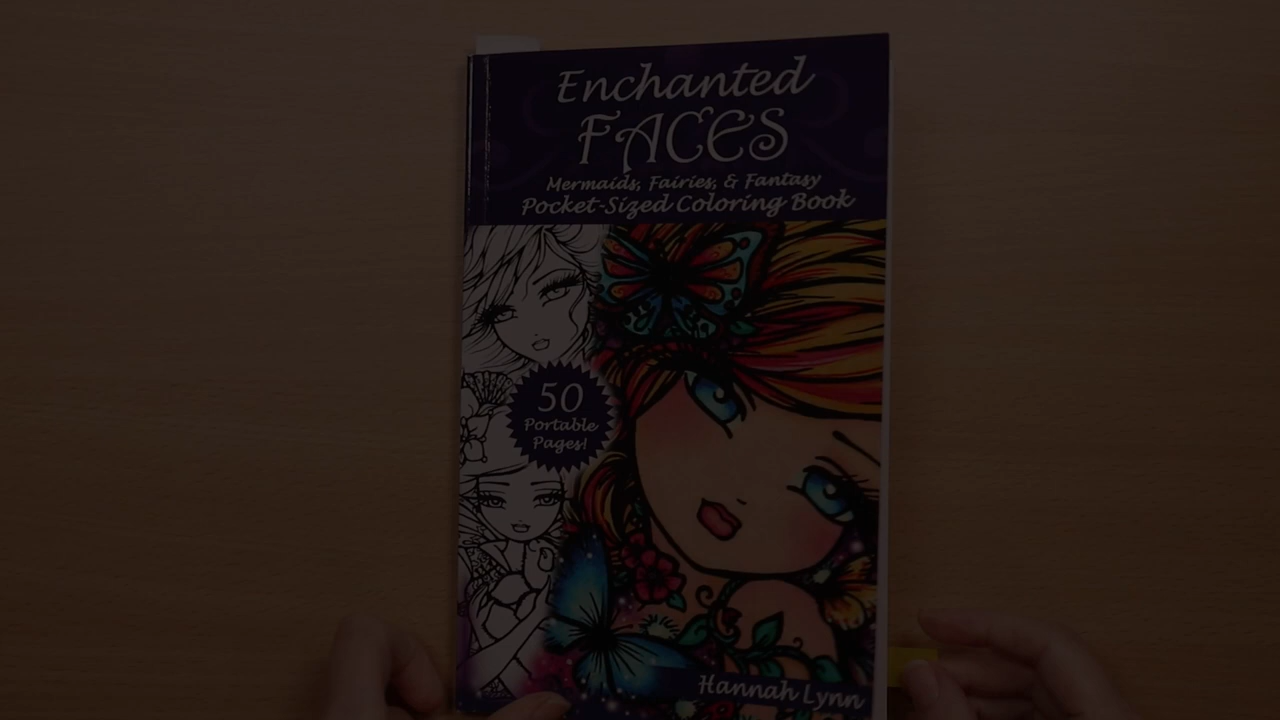 Enchanted
FACES
Mermaids, Fairies, & Fantasy
Pocket-Sized Coloring Book
50
Portable
Pages!
Hannah Lynn